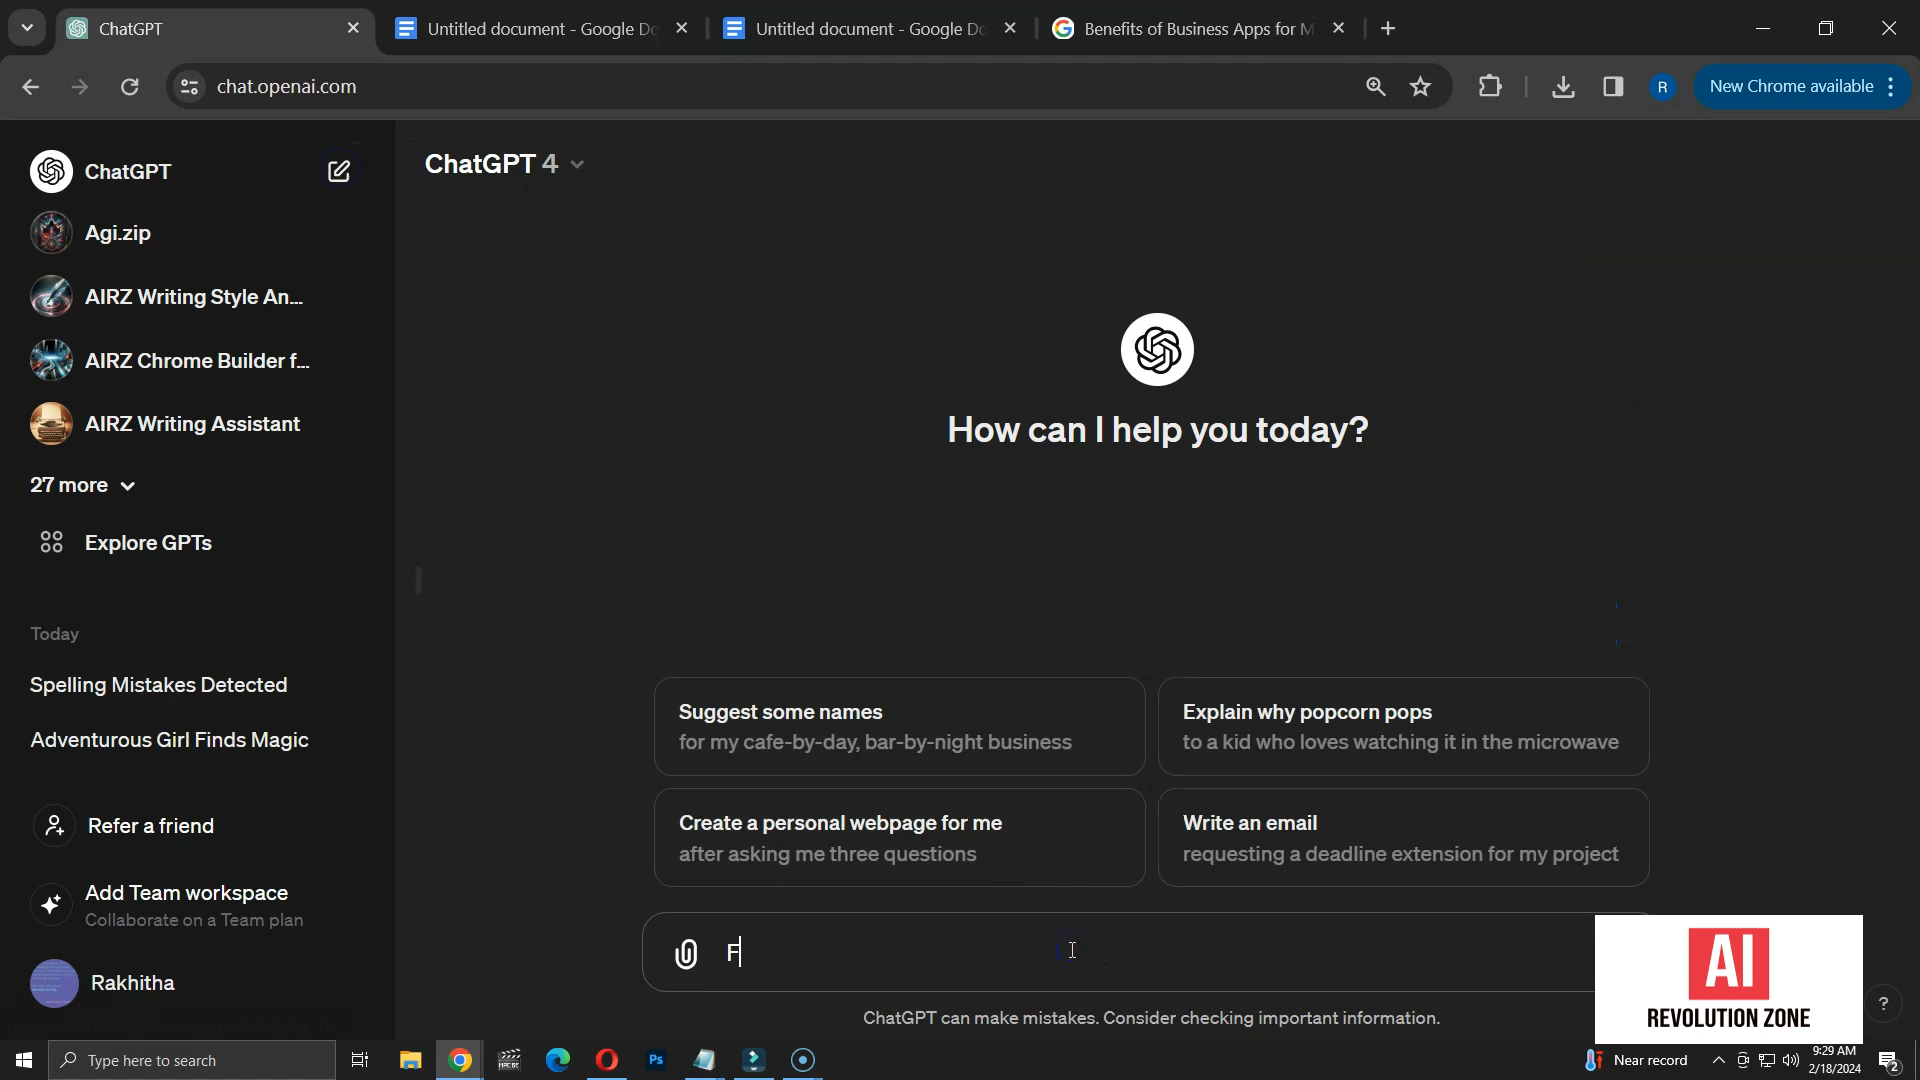 ChatGPT
Untitled document - Google Do
Untitled document - Google Do
Benefits of Business Apps for M
chat.openai.com
R
New Chrome available
ChatGPT
Agi.zip
AIRZ Writing Style An...
AIRZ Chrome Builder f...
AIRZ Writing Assistant
27 more
Explore GPTs
Today
Spelling Mistakes Detected
Adventurous Girl Finds Magic
Refer a friend
Add Team workspace
Collaborate on a Team plan
Rakhitha
ChatGPT 4
How can I help you today?
Suggest some names
for my cafe-by-day, bar-by-night business
Explain why popcorn pops
to a kid who loves watching it in the microwave
Create a personal webpage for me
after asking me three questions
Write an email
requesting a deadline extension for my project
F
ChatGPT can make mistakes. Consider checking important information.
AI
REVOLUTION ZONE
?
Type here to search
Ps
Near record
9:29 AM
2/18/2024
2